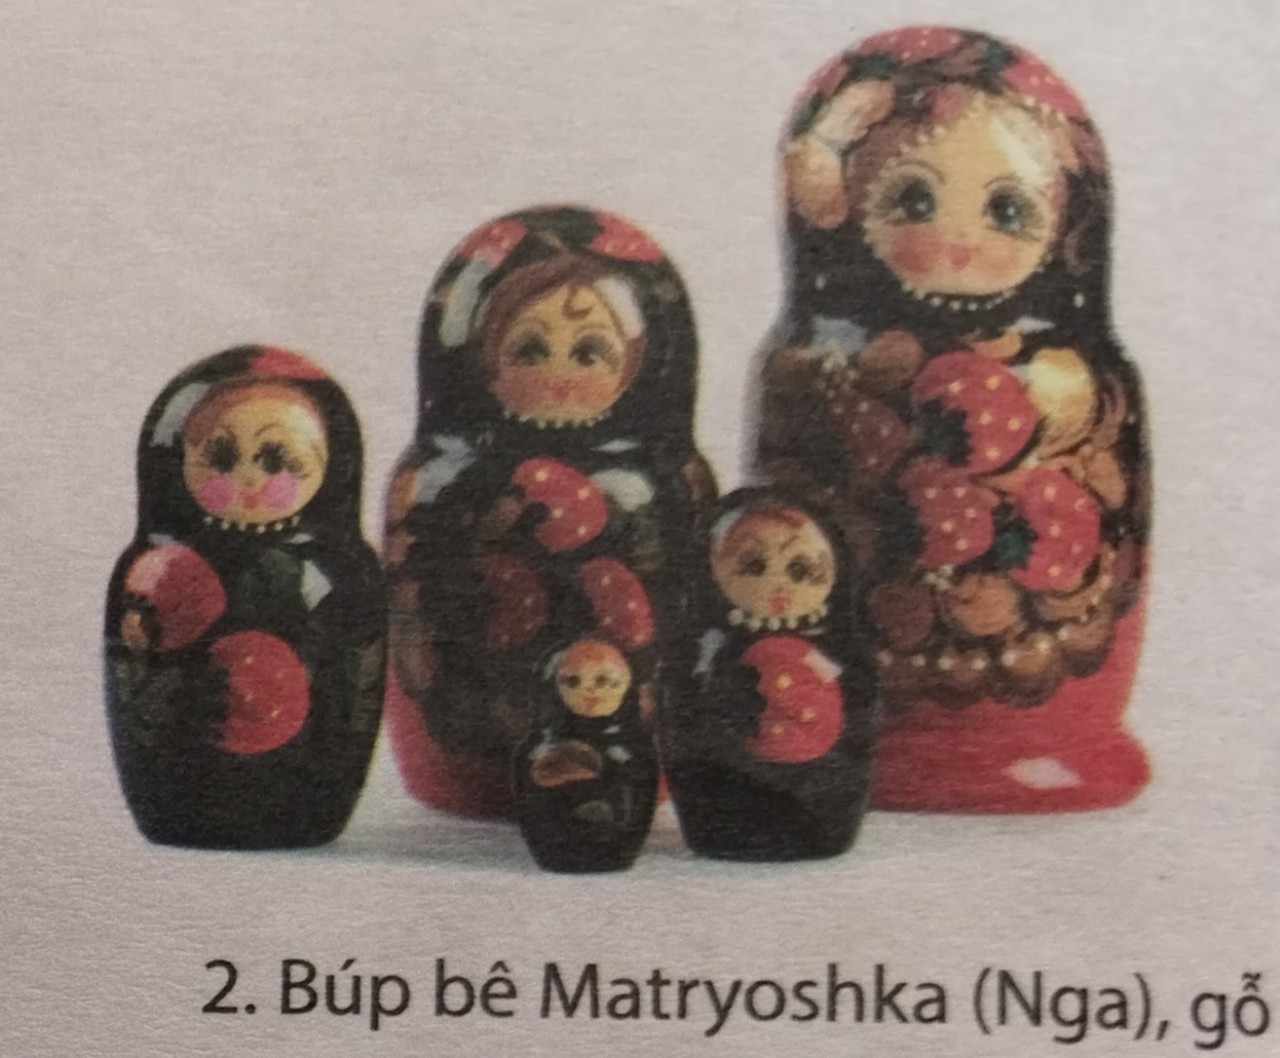 2. Búp bê Matryoshka (Nga), gỗ